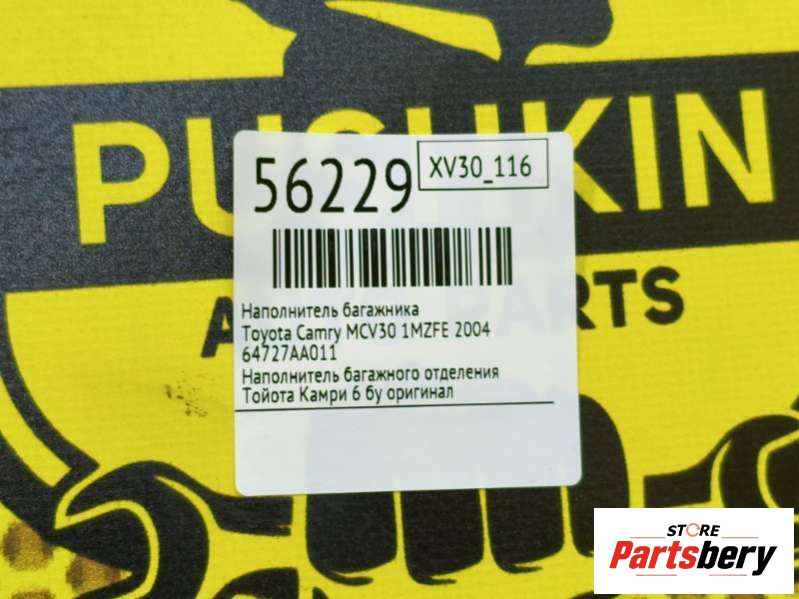 PUSHKIN
56229
XV30_116
Наполнитель багажника
Toyota Camry MCV30 1MZFE 2004
64727AA011
Наполнитель багажного отделения
Тойота Камри 6 бу оригинал
PARTS
STORE
Partsbery